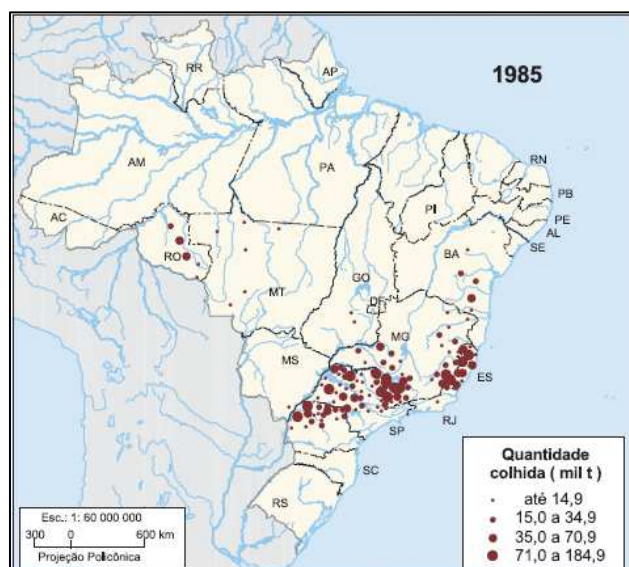 1985
RR
AP
AM
PA
RN
PB
PE
AL
SE
PI
AC
RO
BA
MT
GO
DF
MG
MS
ES
RJ
SP
SC
RS
Quantidade
colhida ( mil t )
até 14,9
15,0 a 34,9
35,0 a 70,9
71,0 a 184,9
Esc.: 1: 60 000 000
300 0 600 km
Projeção Policônica